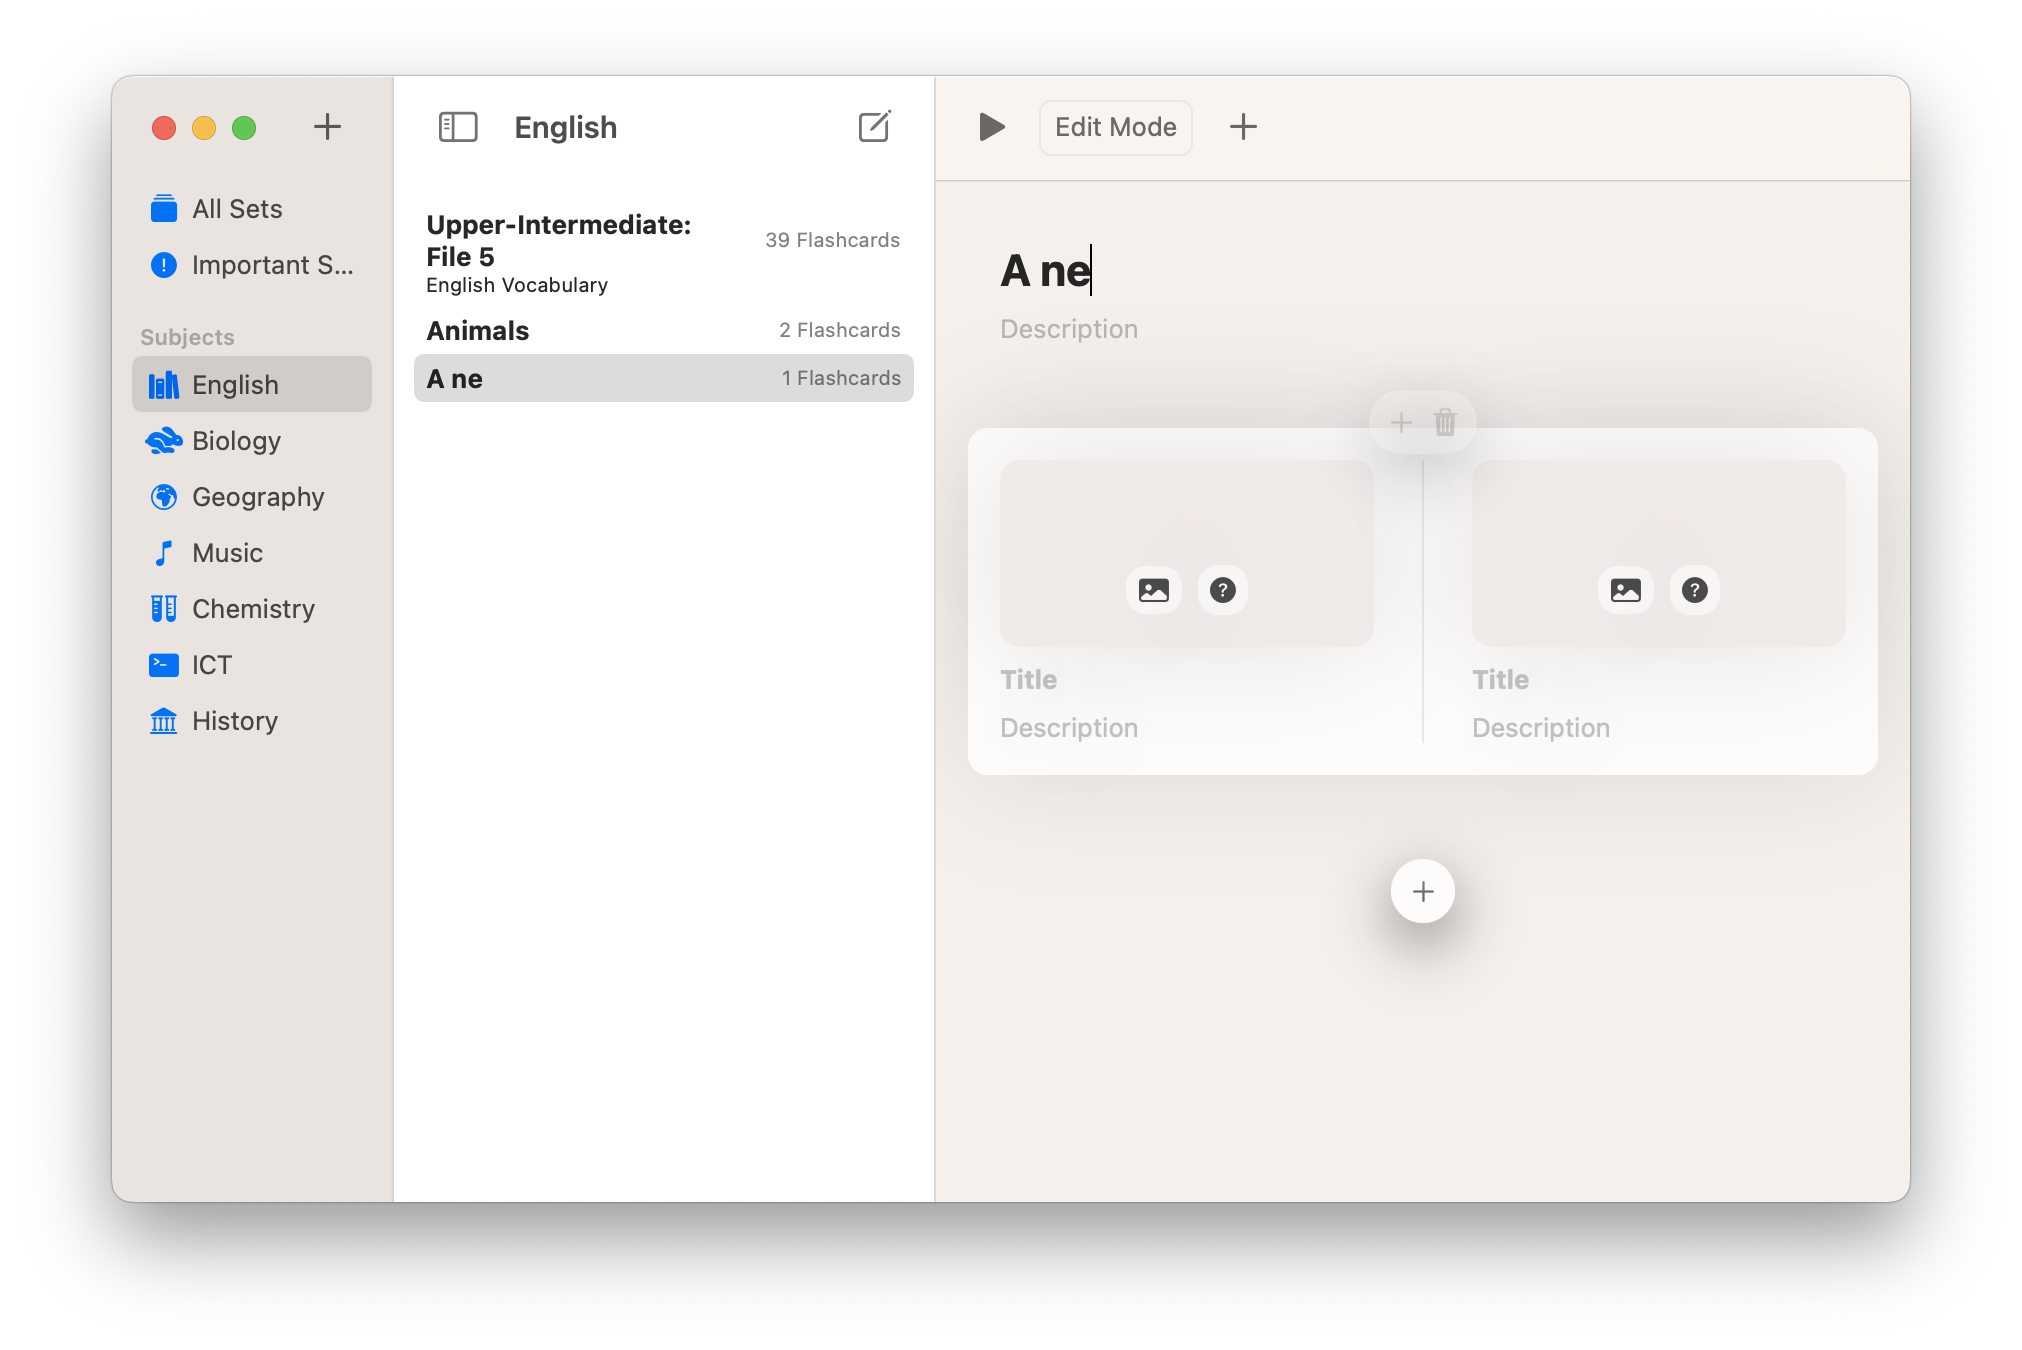 All Sets
Important S...
Subjects
English
Biology
Geography
Music
Chemistry
ICT
History
English
Upper-Intermediate:
File 5
English Vocabulary
39 Flashcards
Animals
2 Flashcards
A ne
1 Flashcards
Edit Mode
A ne
Description
Title
Description
Title
Description